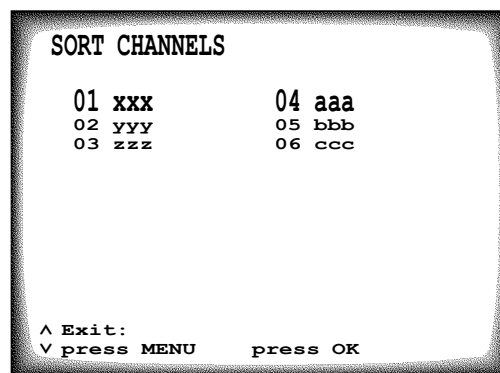 SORT CHANNELS
01 xxx 04 aaa
02 yyy 05 bbb
03 zzz 06 ccc
ʌ Exit:
v press MENU press OK